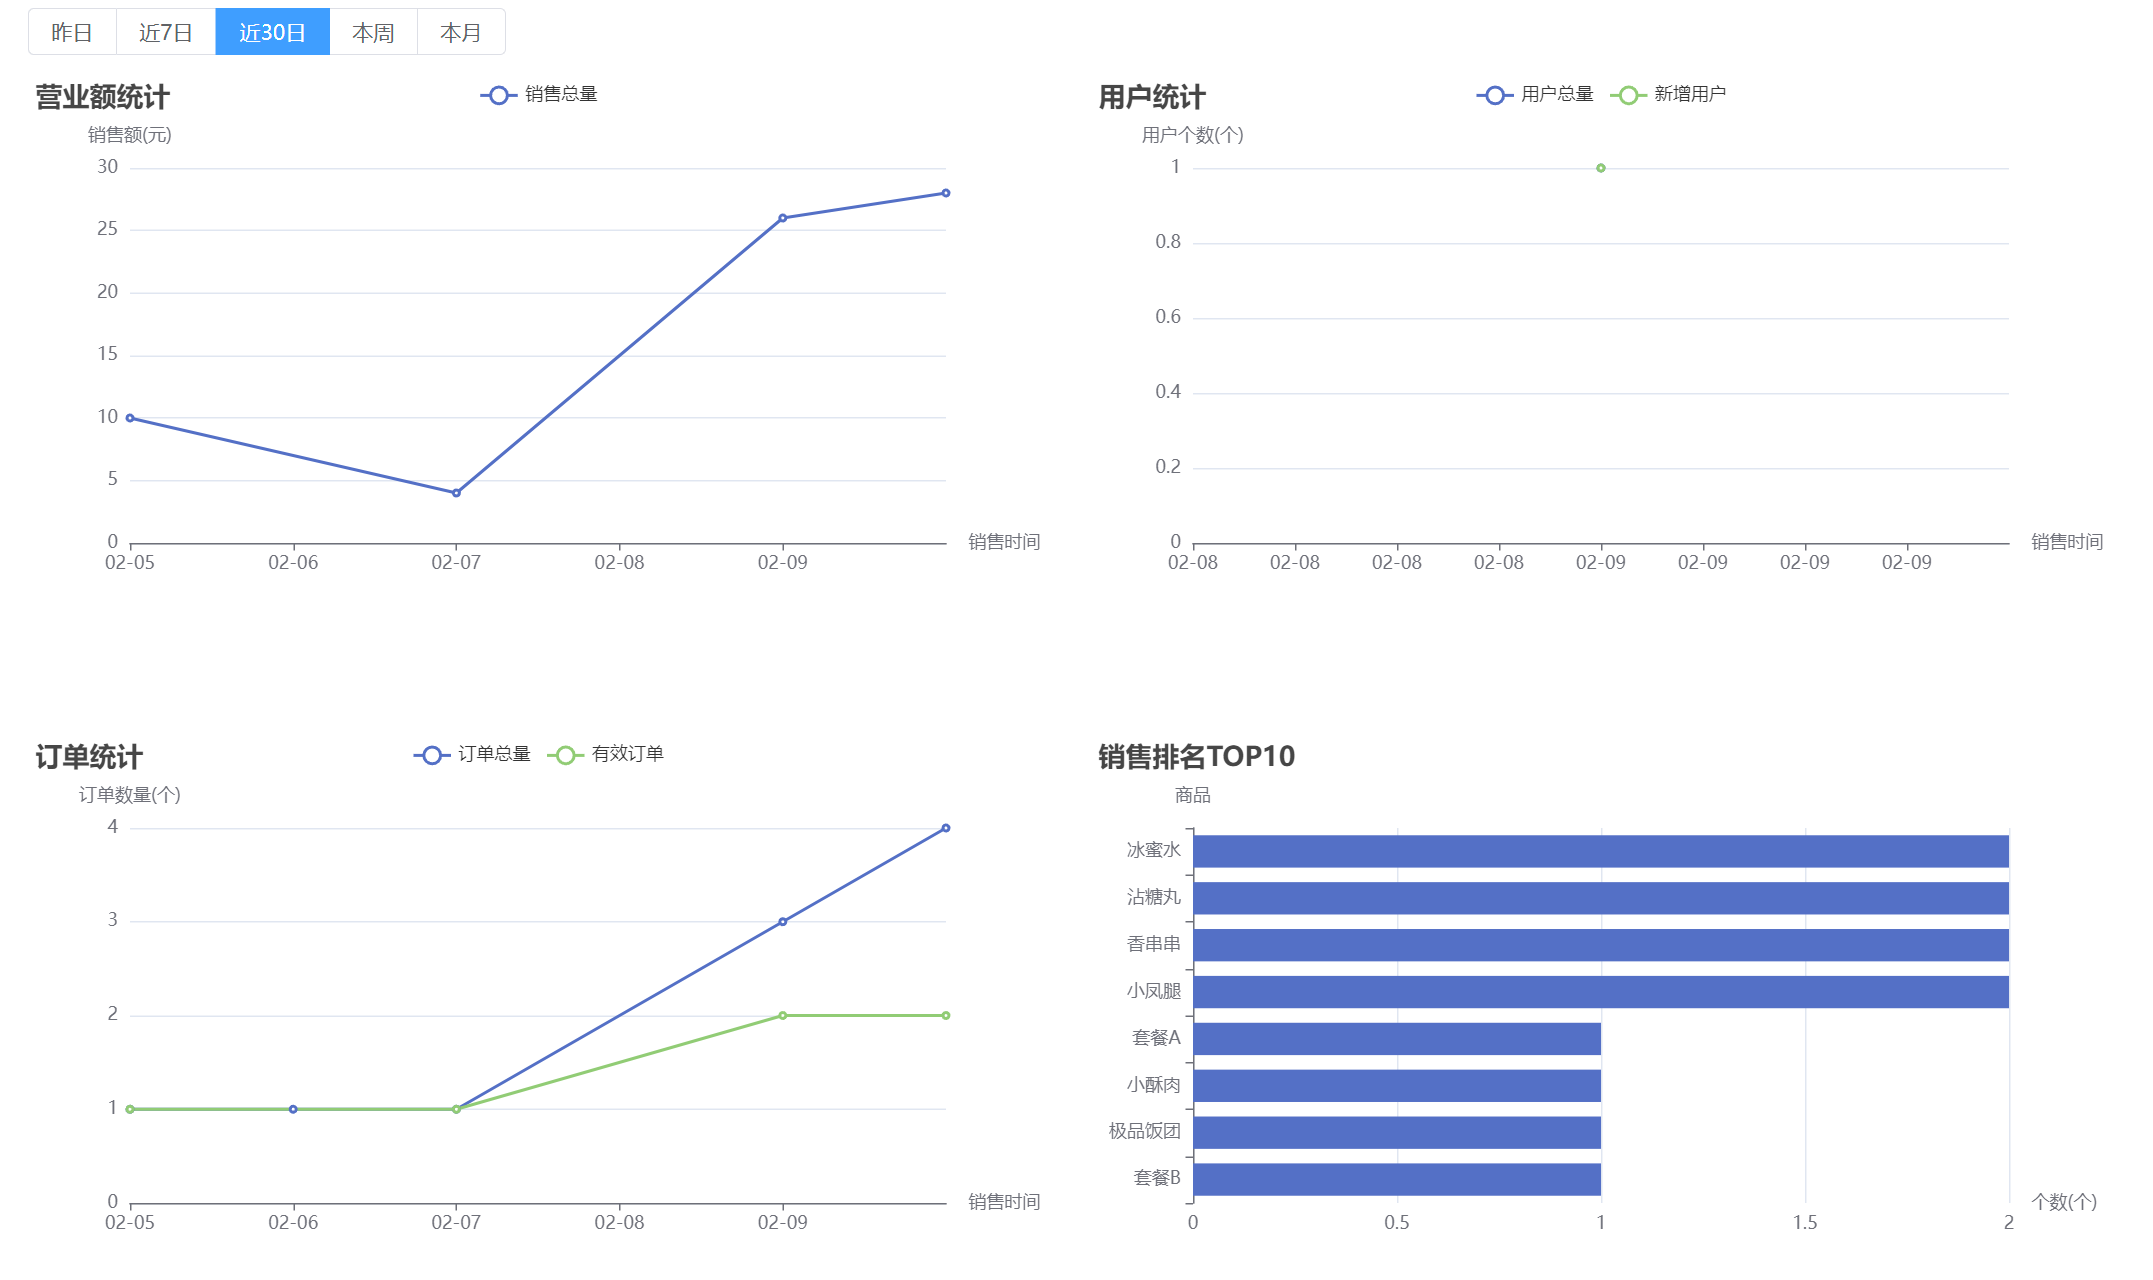 昨日 近7日 近30日 本周 本月
营业额统计
销售总量
销售额(元)
30
25
20
15
10
5
0
02-05 02-06 02-07 02-08 02-09
销售时间
用户统计
用户总量 新增用户
用户个数(个)
1
0.8
0.6
0.4
0.2
0
02-08 02-08 02-08 02-08 02-09 02-09 02-09 02-09
销售时间
订单统计
订单总量 有效订单
订单数量(个)
4
3
2
1
0
02-05 02-06 02-07 02-08 02-09
销售时间
销售排名TOP10
商品
冰蜜水
沾糖丸
香串串
小凤腿
套餐A
小酥肉
极品饭团
套餐B
0 0.5 1 1.5 2
个数(个)